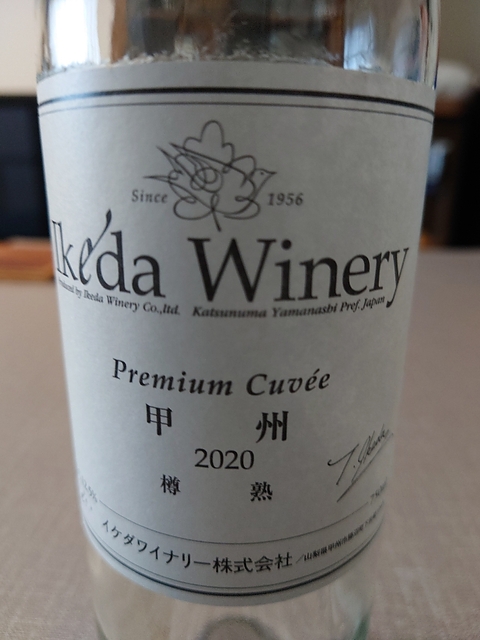 Since 1956
Ikeda Winery
Produced by Ikeda Winery Co.,ltd. Katsunuma Yamanashi Pref. Japan
Premium Cuvée
甲州
2020
樽熟
T. Ikeda
イケダワイナリー株式会社